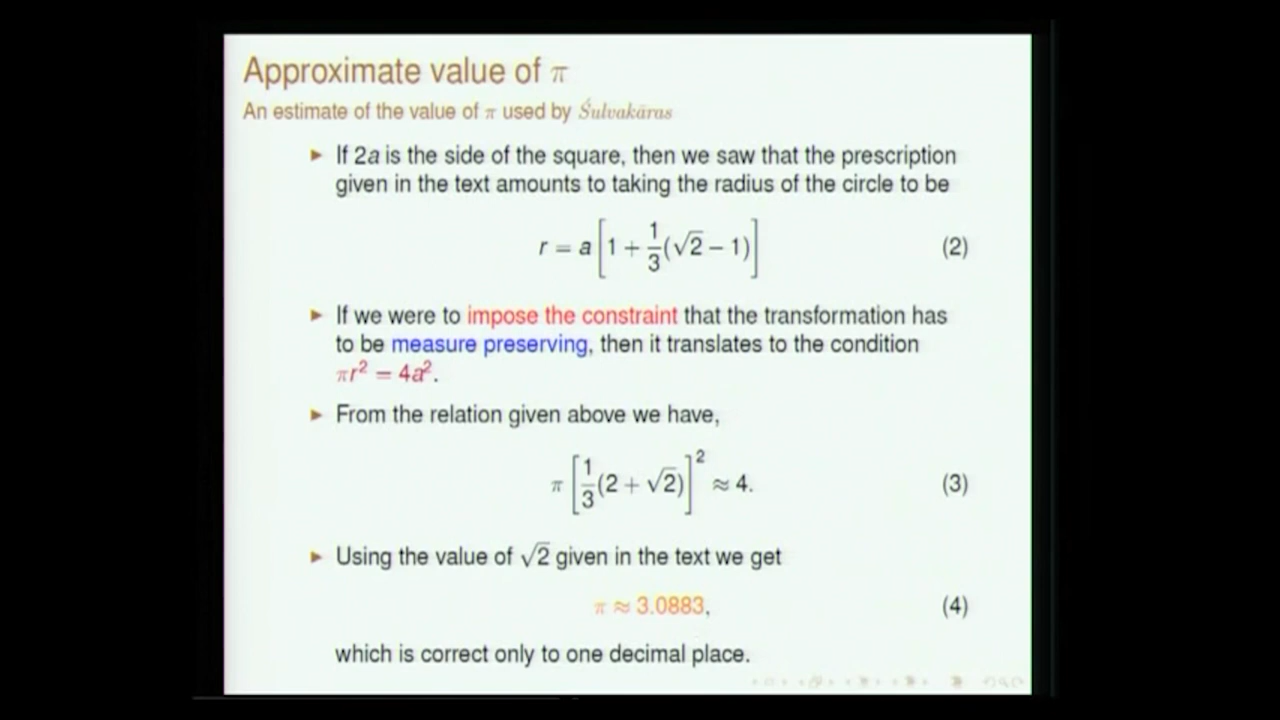 Approximate value of π
An estimate of the value of π used by Śulvakāras
► If 2a is the side of the square, then we saw that the prescription
given in the text amounts to taking the radius of the circle to be
r = a [1 + 1/3 (√2 − 1)] (2)
► If we were to impose the constraint that the transformation has
to be measure preserving, then it translates to the condition
πr² = 4a².
► From the relation given above we have,
π [1/3 (2 + √2)]² ≈ 4. (3)
► Using the value of √2 given in the text we get
π ≈ 3.0883, (4)
which is correct only to one decimal place.